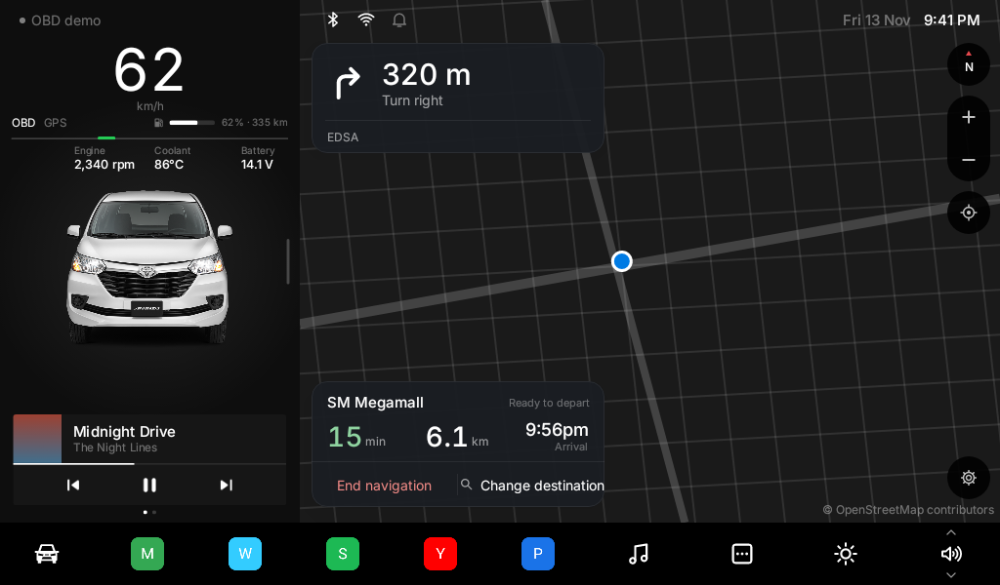 OBD demo
62
km/h
OBD GPS
62% · 335 km
Engine Coolant Battery
2,340 rpm 86°C 14.1 V
Midnight Drive
The Night Lines
Fri 13 Nov 9:41 PM
320 m
Turn right
EDSA
N
+
−
SM Megamall Ready to depart
15 min 6.1 km 9:56pm
Arrival
End navigation Change destination
© OpenStreetMap contributors
M W S Y P